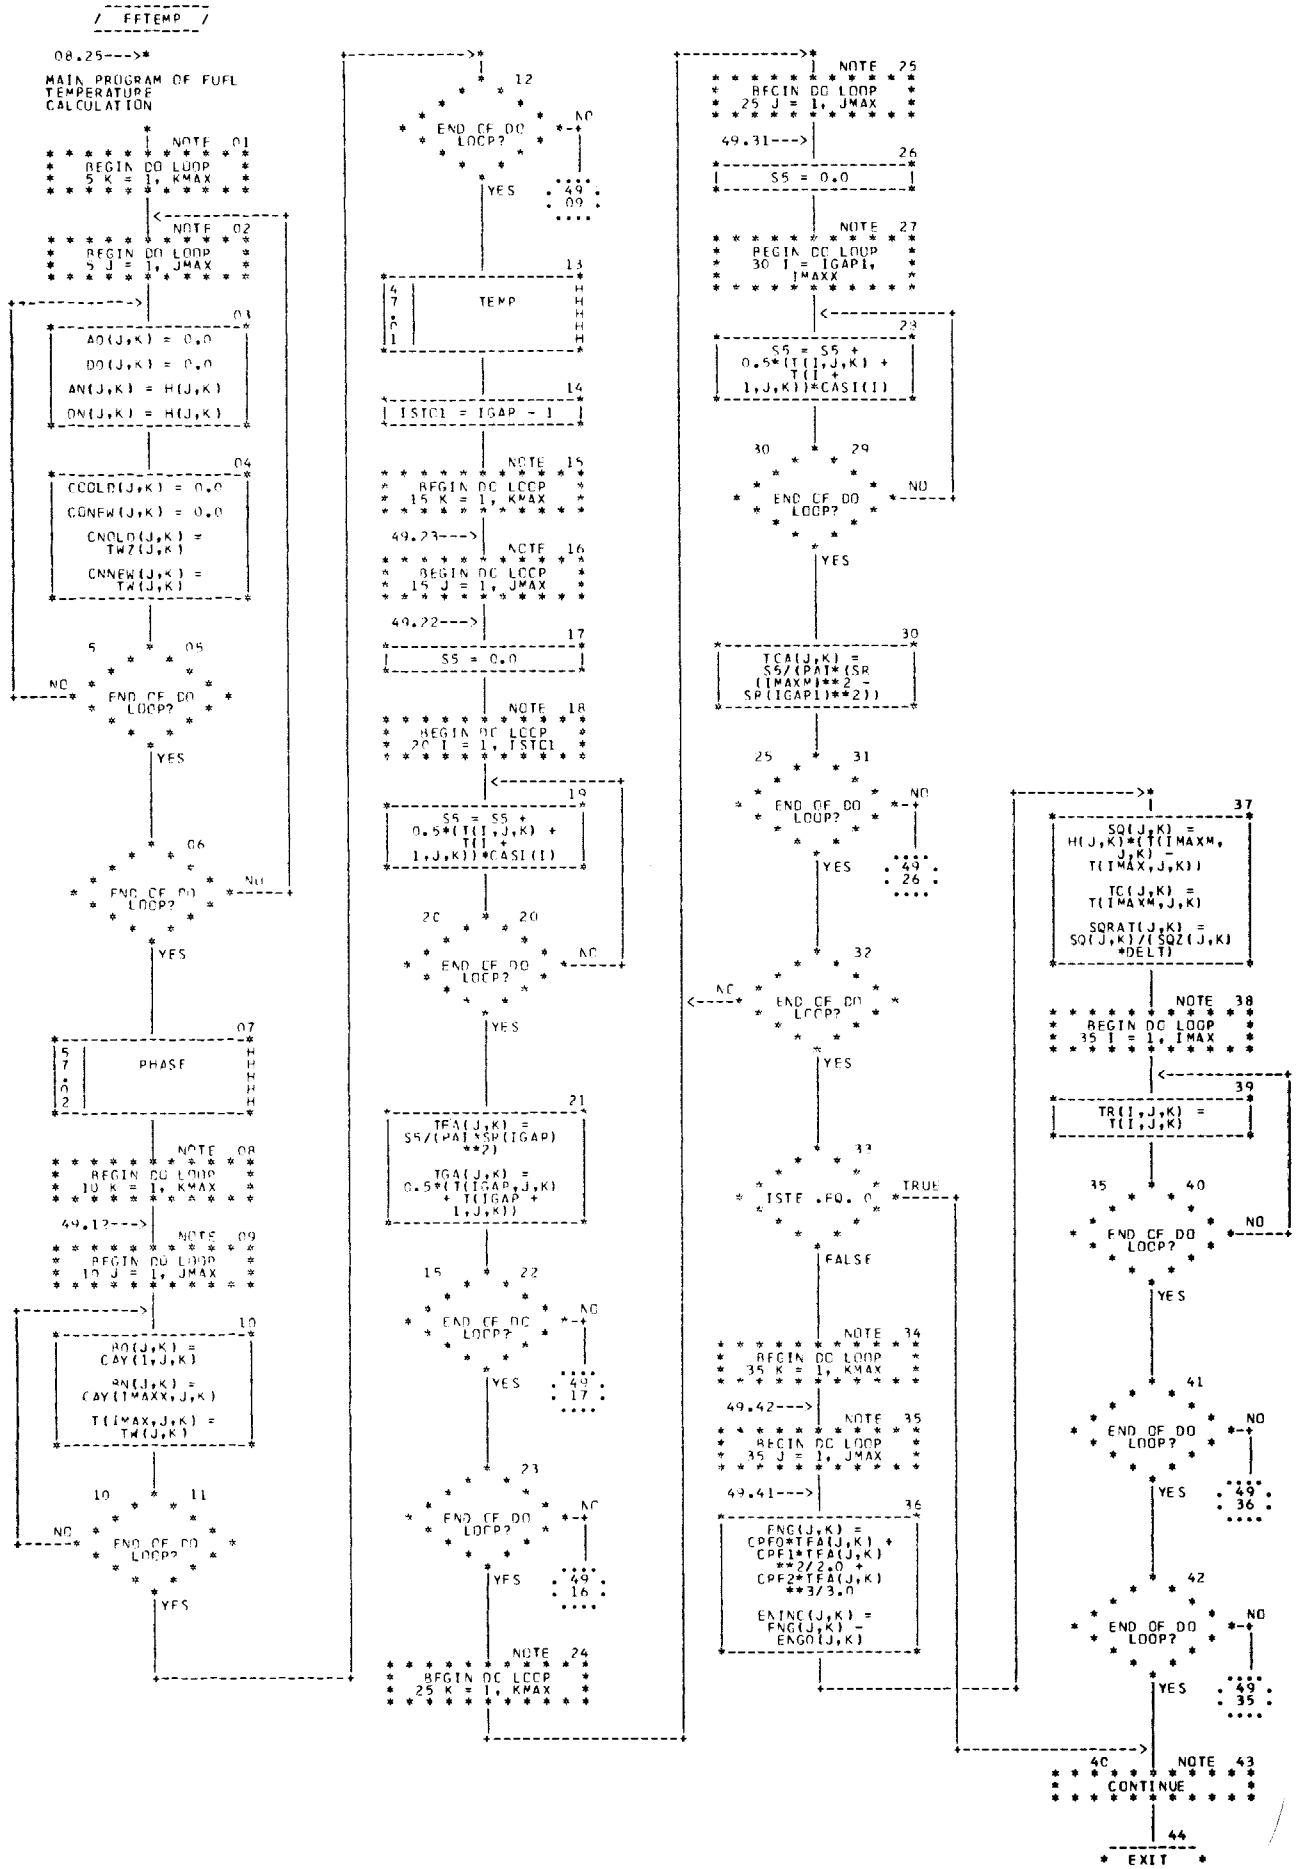 / FFTEMP /
08.25--->*
MAIN PROGRAM OF FUEL
TEMPERATURE
CALCULATION
NOTE 01
BEGIN DO LOOP
5 K = 1, KMAX
NOTE 02
BEGIN DO LOOP
5 J = 1, JMAX
03
AO(J,K) = 0.0
DO(J,K) = 0.0
AN(J,K) = H(J,K)
DN(J,K) = H(J,K)
04
CCOLD(J,K) = 0.0
CONEW(J,K) = 0.0
CNOLD(J,K) =
TWZ(J,K)
CNNEW(J,K) =
TW(J,K)
5 05
NO
END OF DO
LOOP?
YES
06
NO
END OF DO
LOOP?
YES
07
57.02
PHASE
NOTE 08
BEGIN DO LOOP
10 K = 1, KMAX
49.12--->
NOTE 09
BEGIN DO LOOP
10 J = 1, JMAX
10
BO(J,K) =
CAY(1,J,K)
BN(J,K) =
CAY(IMAXX,J,K)
T(IMAX,J,K) =
TW(J,K)
10 11
NO
END OF DO
LOOP?
YES
12
NO
END OF DO
LOOP?
YES
49
09
13
47.01
TEMP
14
ISTC1 = IGAP - 1
NOTE 15
BEGIN DO LOOP
15 K = 1, KMAX
49.23--->
NOTE 16
BEGIN DO LOOP
15 J = 1, JMAX
49.22--->
17
S5 = 0.0
NOTE 18
BEGIN DO LOOP
20 I = 1, ISTC1
19
S5 = S5 +
0.5*(T(I,J,K) +
T(I +
1,J,K))*CASI(I)
20 20
NO
END OF DO
LOOP?
YES
21
TFA(J,K) =
S5/(PAI*SR(IGAP)
**2)
TGA(J,K) =
0.5*(T(IGAP,J,K)
+ T(IGAP +
1,J,K))
15 22
NO
END OF DO
LOOP?
YES
49
17
23
NO
END OF DO
LOOP?
YES
49
16
NOTE 24
BEGIN DO LOOP
25 K = 1, KMAX
NOTE 25
BEGIN DO LOOP
25 J = 1, JMAX
49.31--->
26
S5 = 0.0
NOTE 27
BEGIN DO LOOP
30 I = IGAP1,
IMAXX
28
S5 = S5 +
0.5*(T(I,J,K) +
T(I +
1,J,K))*CASI(I)
30 29
NO
END OF DO
LOOP?
YES
30
TCA(J,K) =
S5/(PAI*(SR
(IMAXM)**2 -
SR(IGAP1)**2))
25 31
NO
END OF DO
LOOP?
YES
49
26
32
NO
END OF DO
LOOP?
YES
33
TRUE
ISTE .EQ. 0
FALSE
NOTE 34
BEGIN DO LOOP
35 K = 1, KMAX
49.42--->
NOTE 35
BEGIN DO LOOP
35 J = 1, JMAX
49.41--->
36
ENG(J,K) =
CPF0*TFA(J,K) +
CPF1*TFA(J,K)
**2/2.0 +
CPF2*TFA(J,K)
**3/3.0
ENINC(J,K) =
ENG(J,K) -
ENGO(J,K)
37
SQ(J,K) =
H(J,K)*(T(IMAXM,
J,K) -
T(IMAX,J,K))
TC(J,K) =
T(IMAXM,J,K)
SQRAT(J,K) =
SQ(J,K)/(SQZ(J,K)
*DELT)
NOTE 38
BEGIN DO LOOP
35 I = 1, IMAX
39
TR(I,J,K) =
T(I,J,K)
35 40
NO
END OF DO
LOOP?
YES
41
NO
END OF DO
LOOP?
YES
49
36
42
NO
END OF DO
LOOP?
YES
49
35
40 NOTE 43
CONTINUE
44
* EXIT *